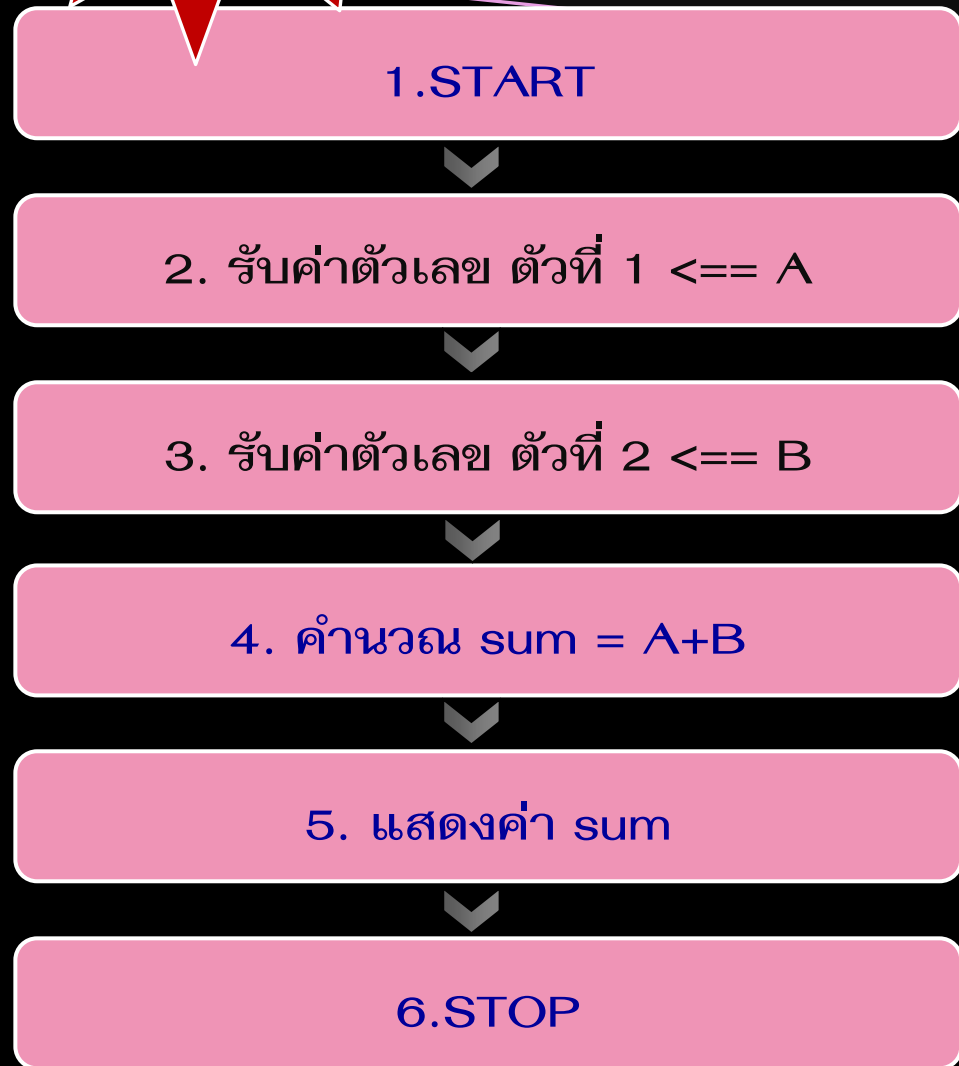 1.START
2. รับค่าตัวเลข ตัวที่ 1 <== A
3. รับค่าตัวเลข ตัวที่ 2 <== B
4. คำนวณ sum = A+B
5. แสดงค่า sum
6.STOP